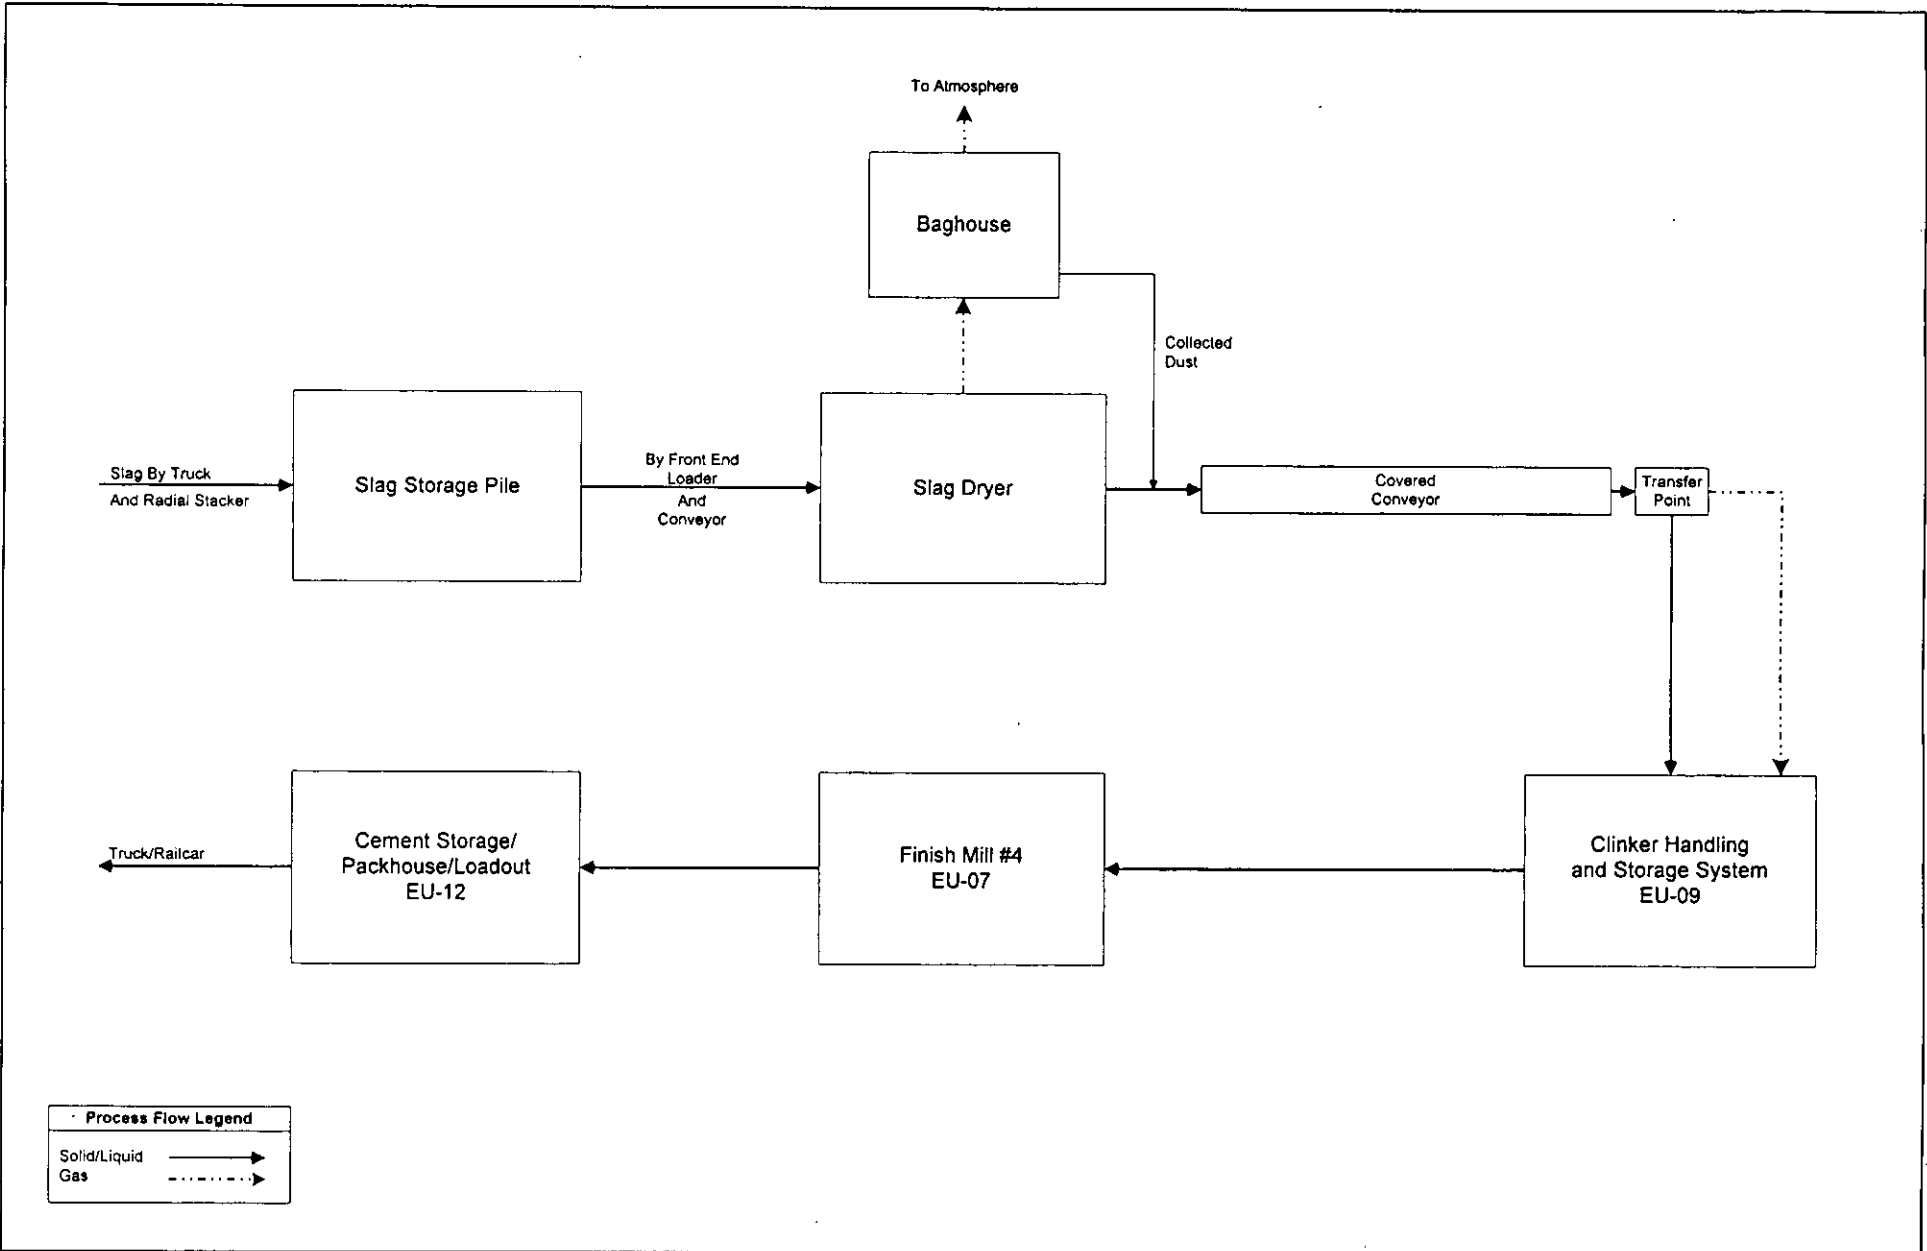 To Atmosphere
Baghouse
Collected
Dust
Slag By Truck
And Radial Stacker
Slag Storage Pile
By Front End
Loader
And
Conveyor
Slag Dryer
Covered
Conveyor
Transfer
Point
Truck/Railcar
Cement Storage/
Packhouse/Loadout
EU-12
Finish Mill #4
EU-07
Clinker Handling
and Storage System
EU-09
Process Flow Legend
Solid/Liquid
Gas